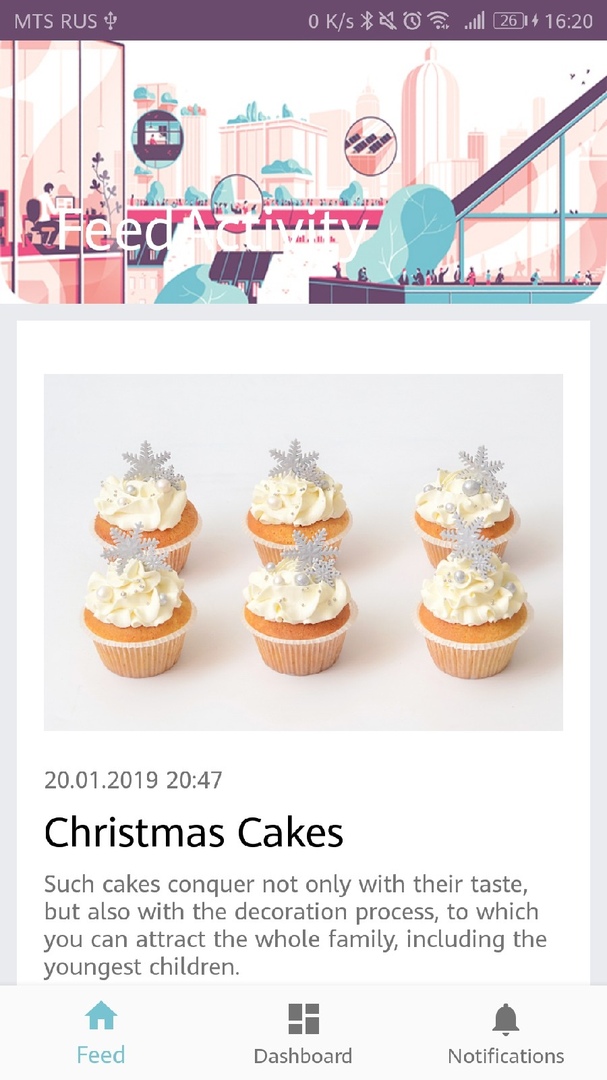 MTS RUS 0 K/s 26 16:20
FeedActivity
20.01.2019 20:47
Christmas Cakes
Such cakes conquer not only with their taste,
but also with the decoration process, to which
you can attract the whole family, including the
youngest children.
Feed Dashboard Notifications